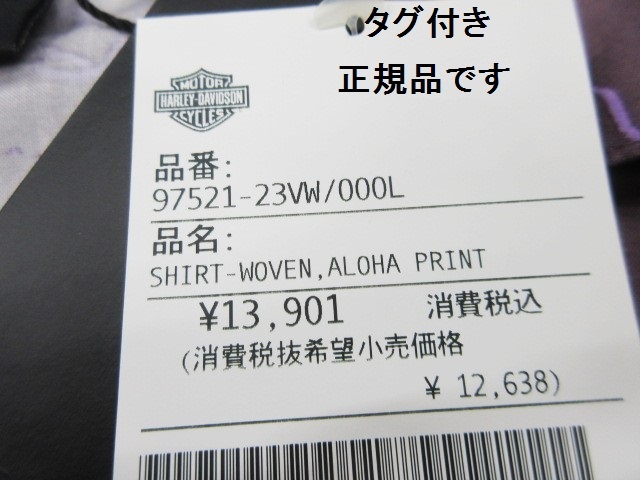 タグ付き
正規品です
MOTOR
HARLEY-DAVIDSON
CYCLES
品番:
97521-23VW/000L
品名:
SHIRT-WOVEN,ALOHA PRINT
¥13,901 消費税込
(消費税抜希望小売価格
¥ 12,638)